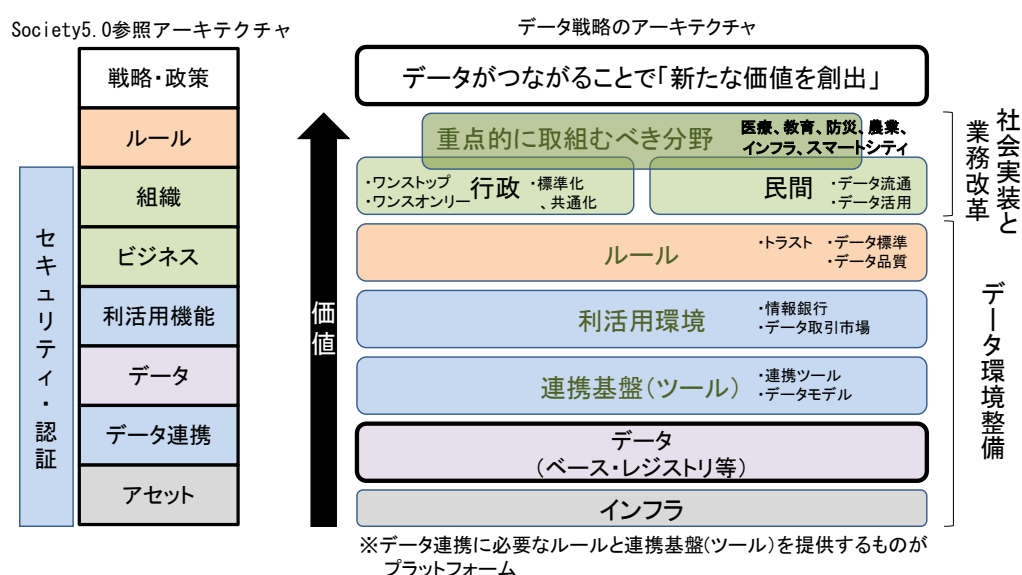 Society5.0参照アーキテクチャ
戦略・政策
ルール
組織
ビジネス
利活用機能
データ
データ連携
アセット
セキュリティ・認証
データ戦略のアーキテクチャ
データがつながることで「新たな価値を創出」
重点的に取組むべき分野
医療、教育、防災、農業、
インフラ、スマートシティ
・ワンストップ
・ワンスオンリー
行政
・標準化
、共通化
民間
・データ流通
・データ活用
ルール
・トラスト ・データ標準
・データ品質
利活用環境
・情報銀行
・データ取引市場
連携基盤(ツール)
・連携ツール
・データモデル
データ
(ベース・レジストリ等)
インフラ
価値
社会実装と
業務改革
データ環境整備
※データ連携に必要なルールと連携基盤(ツール)を提供するものが
プラットフォーム